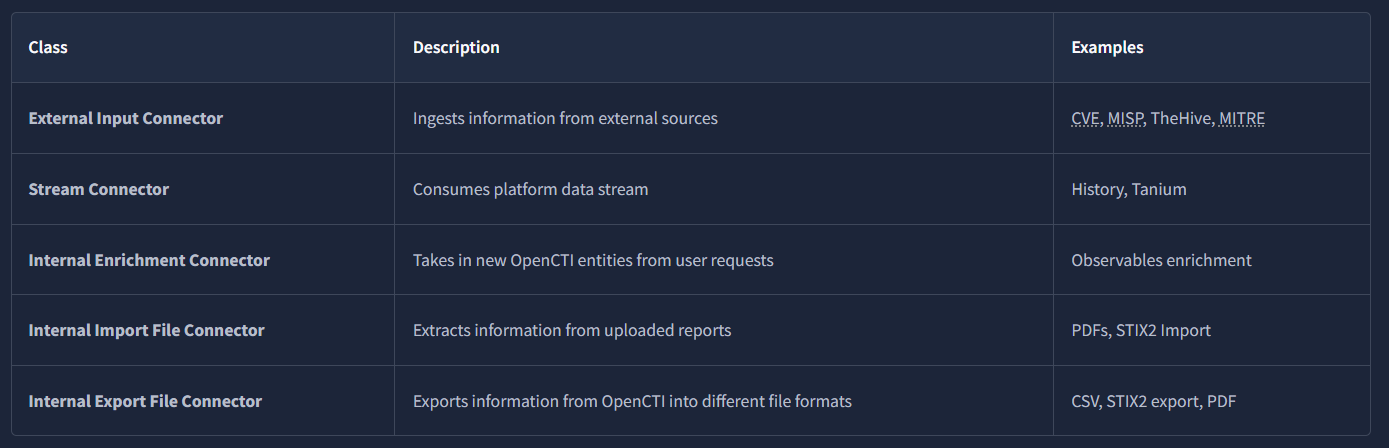 Class Description Examples
External Input Connector Ingests information from external sources CVE, MISP, TheHive, MITRE
Stream Connector Consumes platform data stream History, Tanium
Internal Enrichment Connector Takes in new OpenCTI entities from user requests Observables enrichment
Internal Import File Connector Extracts information from uploaded reports PDFs, STIX2 Import
Internal Export File Connector Exports information from OpenCTI into different file formats CSV, STIX2 export, PDF